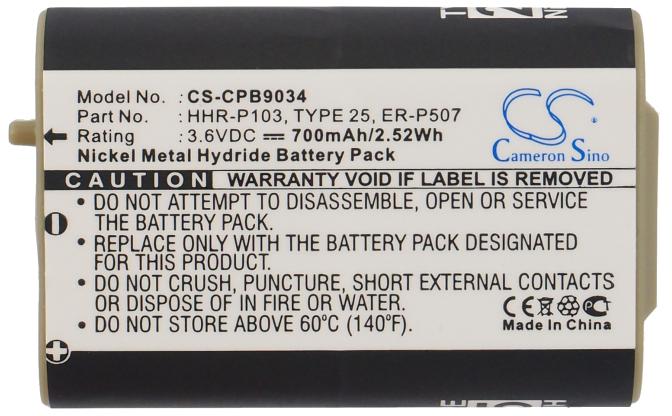 Model No. : CS-CPB9034
Part No. : HHR-P103, TYPE 25, ER-P507
Rating : 3.6VDC ⎓ 700mAh/2.52Wh
Nickel Metal Hydride Battery Pack
CS
Cameron Sino
CAUTION WARRANTY VOID IF LABEL IS REMOVED
• DO NOT ATTEMPT TO DISASSEMBLE, OPEN OR SERVICE
THE BATTERY PACK.
• REPLACE ONLY WITH THE BATTERY PACK DESIGNATED
FOR THIS PRODUCT.
• DO NOT CRUSH, PUNCTURE, SHORT EXTERNAL CONTACTS
OR DISPOSE OF IN FIRE OR WATER.
• DO NOT STORE ABOVE 60°C (140°F).
CE
Made In China